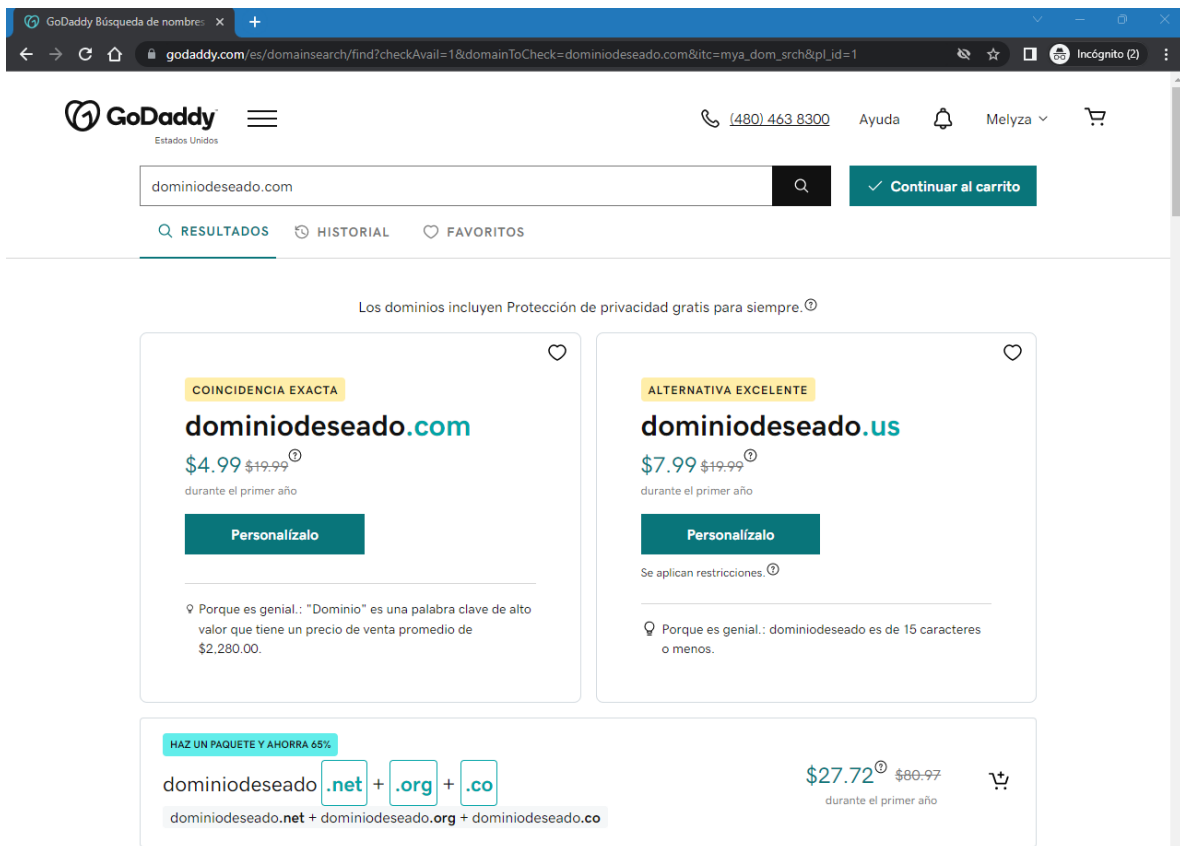 GoDaddy Búsqueda de nombres
godaddy.com/es/domainsearch/find?checkAvail=1&domainToCheck=dominiodeseado.com&itc=mya_dom_srch&pl_id=1
Incógnito (2)
GoDaddy
Estados Unidos
(480) 463 8300
Ayuda
Melyza
dominiodeseado.com
Continuar al carrito
RESULTADOS
HISTORIAL
FAVORITOS
Los dominios incluyen Protección de privacidad gratis para siempre.
COINCIDENCIA EXACTA
dominiodeseado.com
$4.99 $19.99
durante el primer año
Personalízalo
Porque es genial.: "Dominio" es una palabra clave de alto
valor que tiene un precio de venta promedio de
$2,280.00.
ALTERNATIVA EXCELENTE
dominiodeseado.us
$7.99 $19.99
durante el primer año
Personalízalo
Se aplican restricciones.
Porque es genial.: dominiodeseado es de 15 caracteres
o menos.
HAZ UN PAQUETE Y AHORRA 65%
dominiodeseado .net + .org + .co
dominiodeseado.net + dominiodeseado.org + dominiodeseado.co
$27.72 $80.97
durante el primer año